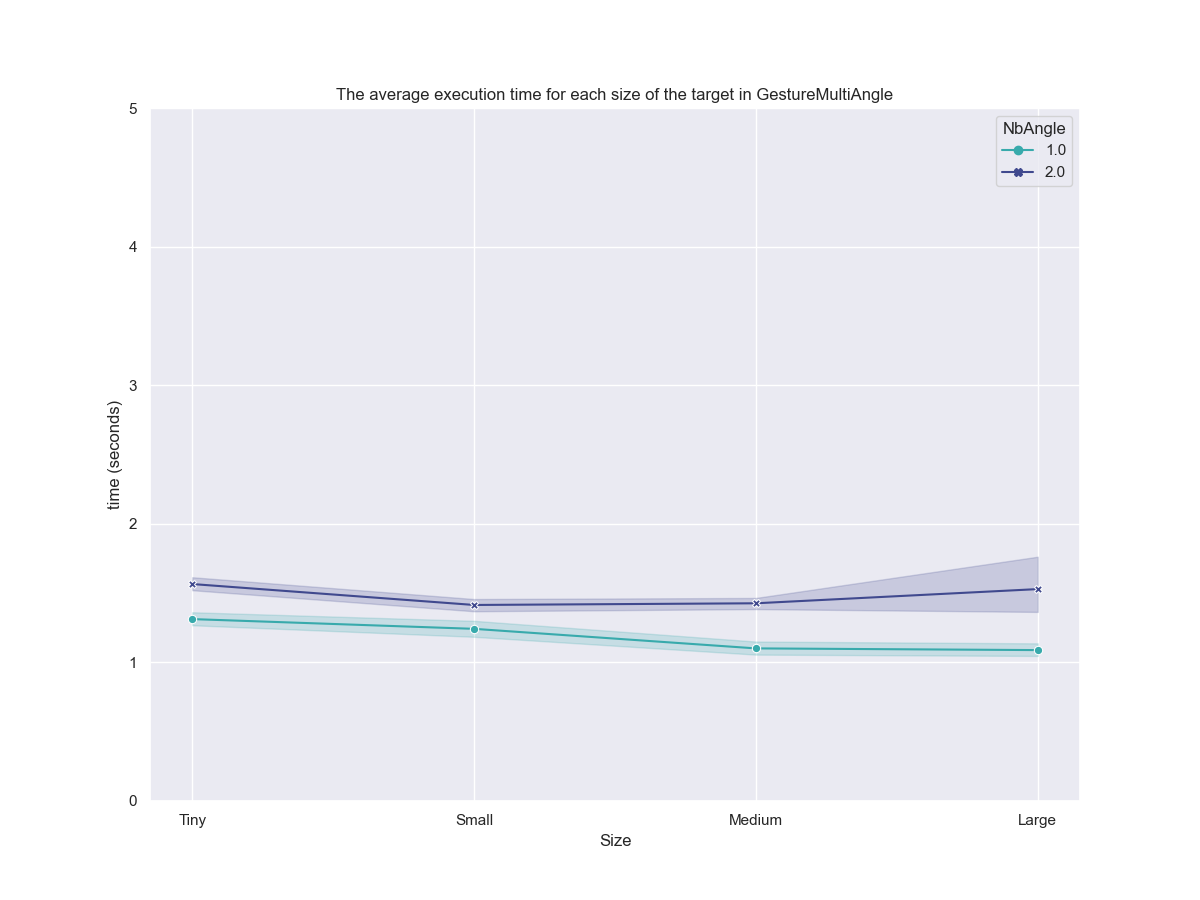 The average execution time for each size of the target in GestureMultiAngle
5
4
3
2
1
0
time (seconds)
NbAngle
1.0
2.0
Tiny Small Medium Large
Size